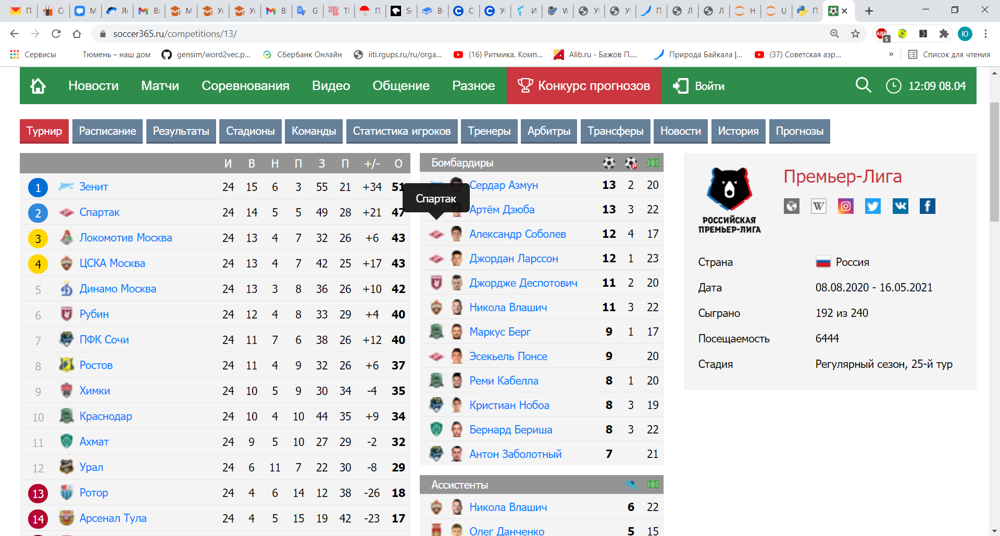 П
Сс
М
Ян
М
Вх
М
Ус
Ус
Вх
G
Tl
П
Se
Ві
С
Ус
И
W
УІ
УІ
П
Л
Л
Н
U
П
soccer365.ru/competitions/13/
ABP
5
Ю
Сервисы
Тюмень – наш дом
gensim/word2vec.p...
Сбербанк Онлайн
iiti.rgups.ru/ru/orga...
(16) Ритмика. Комп...
Alib.ru - Бажов П....
Природа Байкала |...
(37) Советская аэр...
»
Список для чтения
Новости Матчи Соревнования Видео Общение Разное Конкурс прогнозов Войти 12:09 08.04
Турнир Расписание Результаты Стадионы Команды Статистика игроков Тренеры Арбитры Трансферы Новости История Прогнозы
И В Н П З П +/- О
1 Зенит 24 15 6 3 55 21 +34 51
2 Спартак 24 14 5 5 49 28 +21 47
3 Локомотив Москва 24 13 4 7 32 26 +6 43
4 ЦСКА Москва 24 13 4 7 42 25 +17 43
5 Динамо Москва 24 13 3 8 36 26 +10 42
6 Рубин 24 12 4 8 33 29 +4 40
7 ПФК Сочи 24 11 7 6 38 26 +12 40
8 Ростов 24 11 4 9 32 26 +6 37
9 Химки 24 10 5 9 30 34 -4 35
10 Краснодар 24 10 4 10 44 35 +9 34
11 Ахмат 24 9 5 10 27 29 -2 32
12 Урал 24 6 11 7 22 30 -8 29
13 Ротор 24 4 6 14 12 38 -26 18
14 Арсенал Тула 24 4 5 15 19 42 -23 17
Бомбардиры
Сердар Азмун 13 2 20
Спартак
Артём Дзюба 13 3 22
Александр Соболев 12 4 17
Джордан Ларссон 12 1 23
Джордже Деспотович 11 2 20
Никола Влашич 11 3 22
Маркус Берг 9 1 17
Эсекьель Понсе 9 20
Реми Кабелла 8 1 20
Кристиан Нобоа 8 3 19
Бернард Бериша 8 3 22
Антон Заболотный 7 21
Ассистенты
Никола Влашич 6 22
Олег Данченко 5 15
РОССИЙСКАЯ
ПРЕМЬЕР-ЛИГА
Премьер-Лига
Страна Россия
Дата 08.08.2020 - 16.05.2021
Сыграно 192 из 240
Посещаемость 6444
Стадия Регулярный сезон, 25-й тур